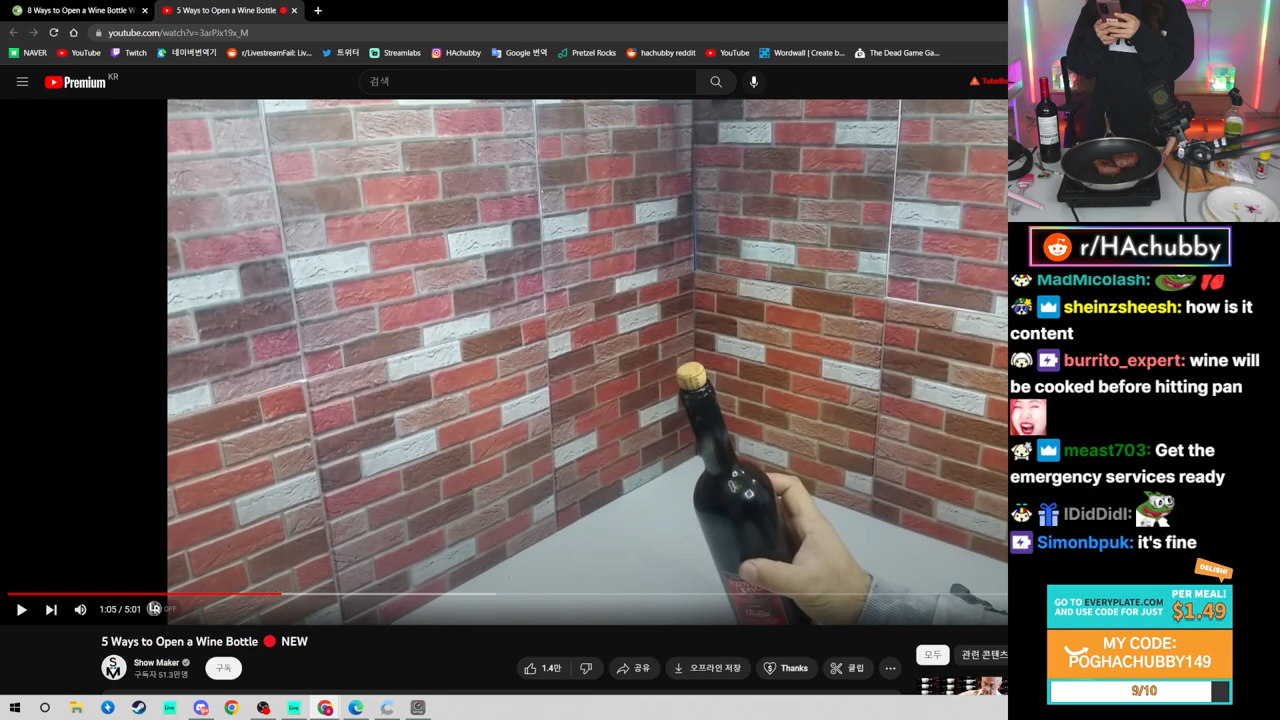 8 Ways to Open a Wine Bottle W
5 Ways to Open a Wine Bottle
youtube.com/watch?v=3arPJx19x_M
NAVER
YouTube
Twitch
네이버번역기
r/LivestreamFail: Liv...
트위터
Streamlabs
HAchubby
Google 번역
Pretzel Rocks
hachubby reddit
YouTube
Wordwall | Create b...
The Dead Game Ga...
Premium KR
검색
1:05 / 5:01
OFF
5 Ways to Open a Wine Bottle 🔴 NEW
Show Maker
구독자 51.3만명
구독
1.4만
공유
오프라인 저장
Thanks
클립
모두
관련 콘텐츠
Live
Live
r/HAchubby
MadMicolash:
sheinzsheesh: how is it
content
burrito_expert: wine will
be cooked before hitting pan
meast703: Get the
emergency services ready
Simonbpuk: it's fine
DELISH!
GO TO EVERYPLATE.COM
AND USE CODE FOR JUST
PER MEAL!
$1.49
MY CODE:
POGHACHUBBY149
9/10